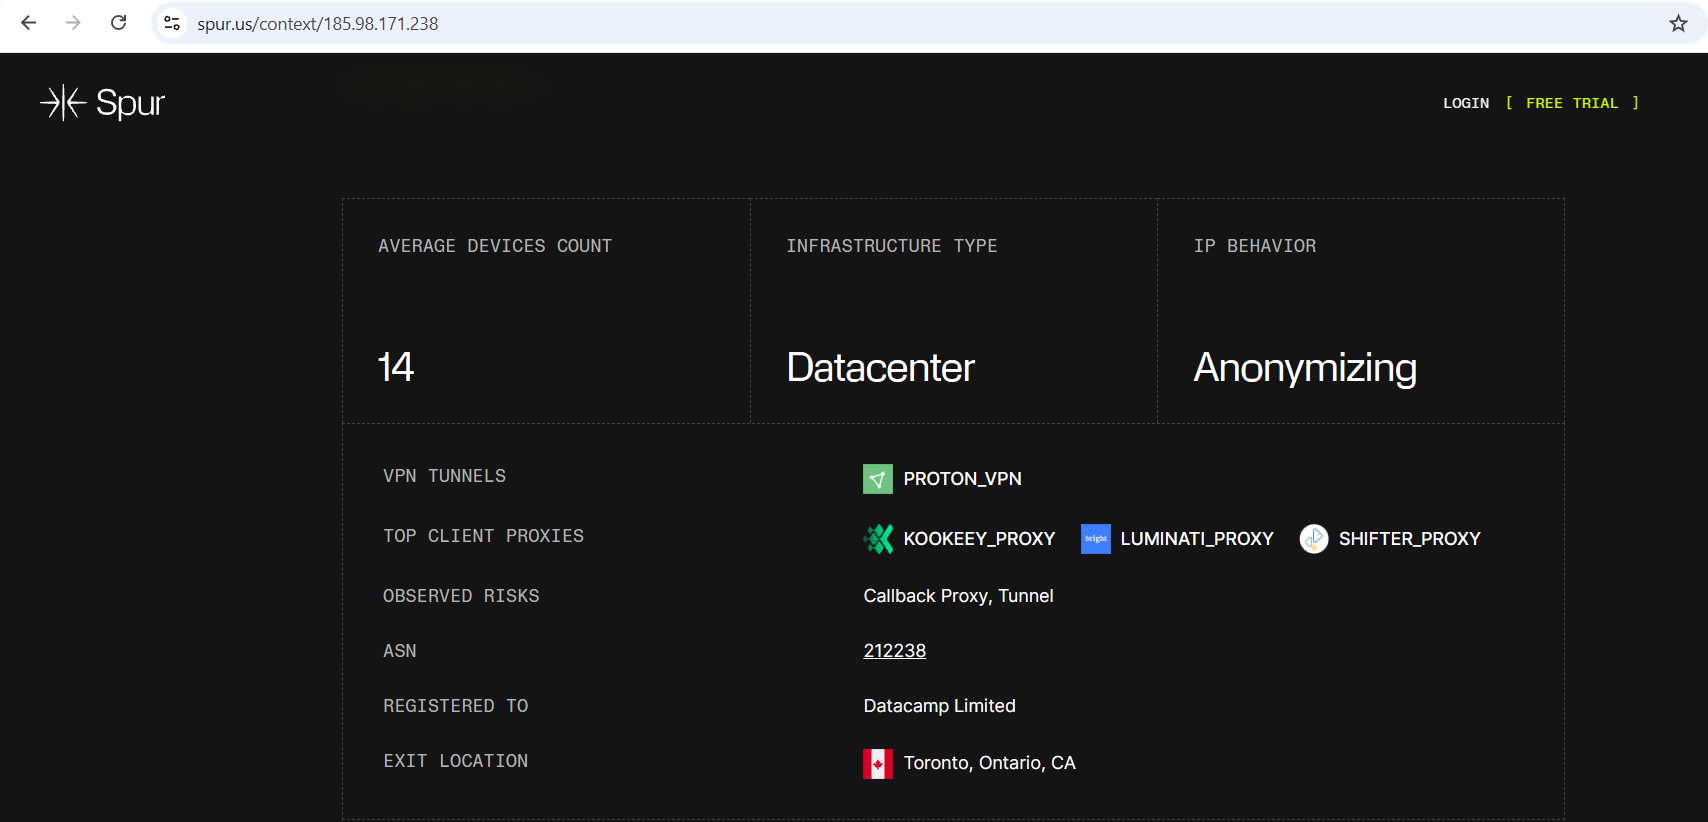 spur.us/context/185.98.171.238
Spur
LOGIN [ FREE TRIAL ]
AVERAGE DEVICES COUNT
14
INFRASTRUCTURE TYPE
Datacenter
IP BEHAVIOR
Anonymizing
VPN TUNNELS
PROTON_VPN
TOP CLIENT PROXIES
KOOKEEY_PROXY
bright
LUMINATI_PROXY
SHIFTER_PROXY
OBSERVED RISKS
Callback Proxy, Tunnel
ASN
212238
REGISTERED TO
Datacamp Limited
EXIT LOCATION
Toronto, Ontario, CA